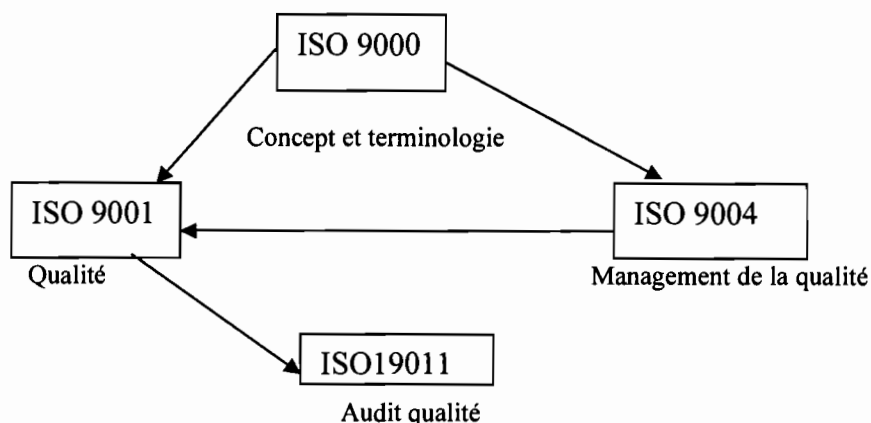 ISO 9000
Concept et terminologie
ISO 9001
ISO 9004
Qualité
Management de la qualité
ISO19011
Audit qualité